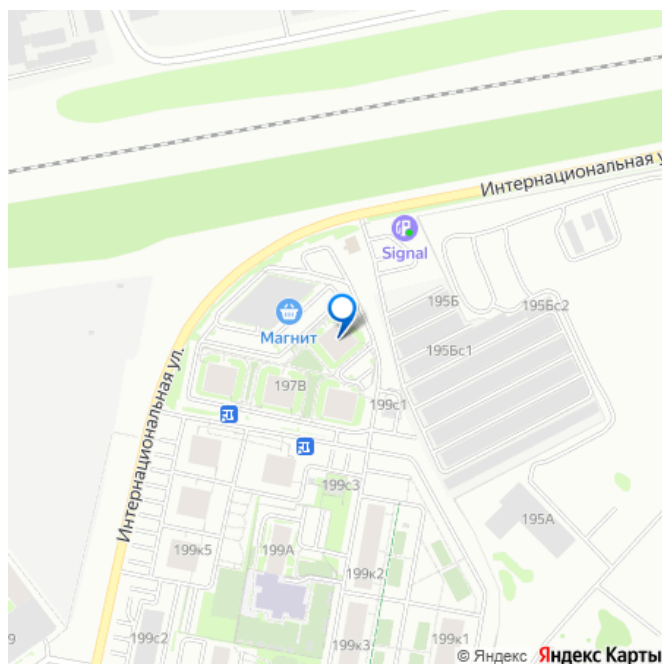 Интернациональная у
Signal
195Б
195Бс2
Магнит
195Бс1
Интернациональная ул.
197В
199с1
199с3
195А
199к5
199А
199к2
9
199с2
199к3
199к1
© Яндекс Яндекс Карты